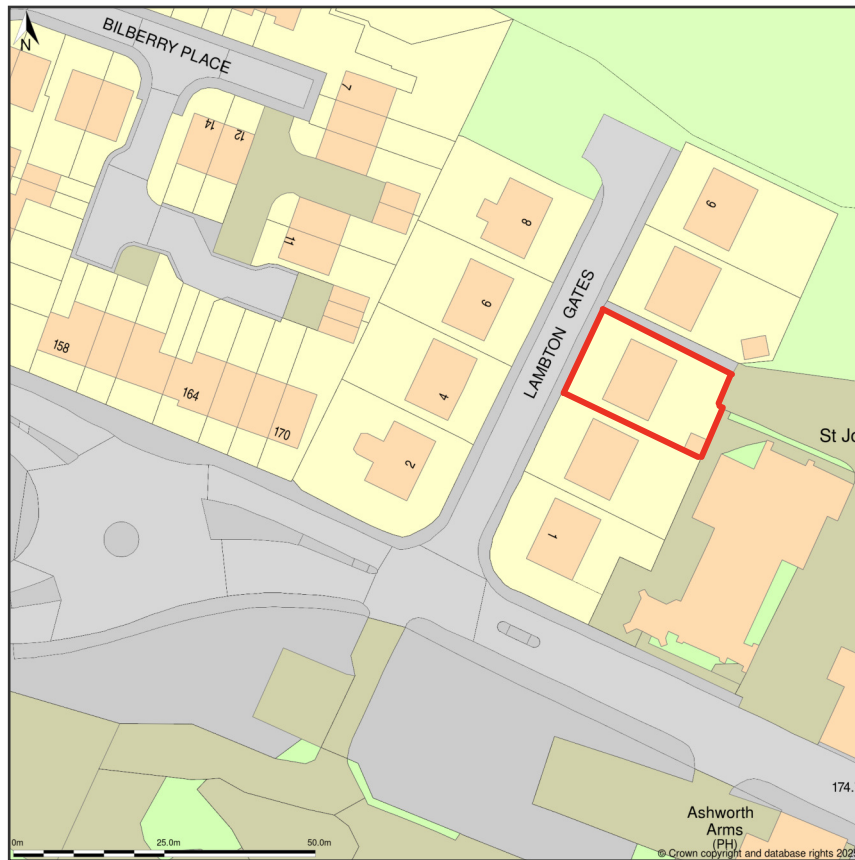 N
BILBERRY PLACE
7
14
12
11
8
9
6
LAMBTON GATES
4
2
1
158
164
170
St Jo
174.
Ashworth
Arms
(PH)
0m
25.0m
50.0m
© Crown copyright and database rights 202